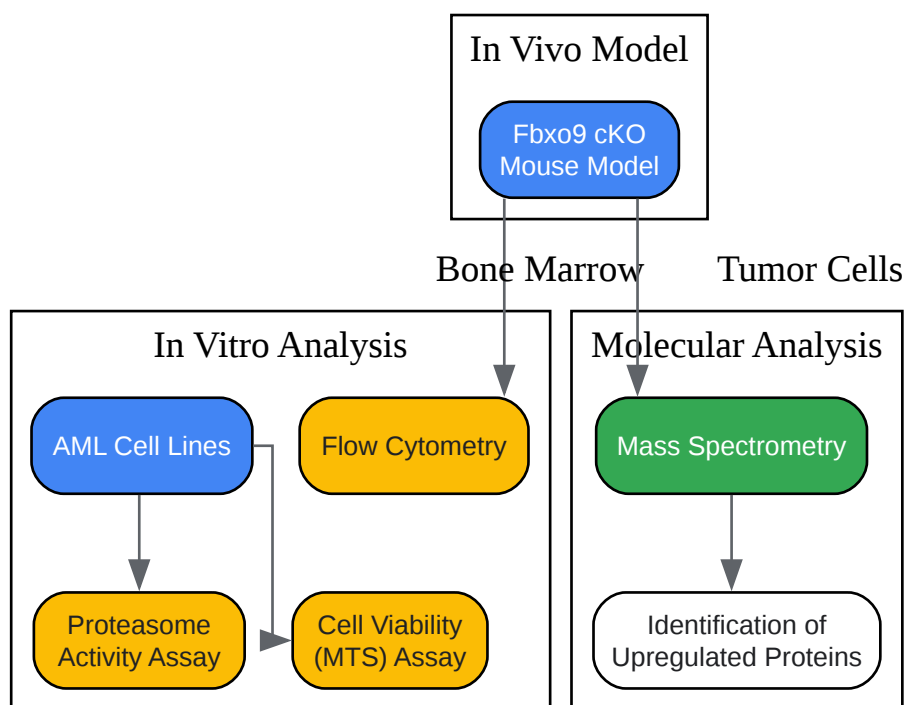 In Vivo Model
Fbxo9 cKO
Mouse Model
Bone Marrow
Tumor Cells
In Vitro Analysis
Molecular Analysis
AML Cell Lines
Flow Cytometry
Mass Spectrometry
Proteasome
Activity Assay
Cell Viability
(MTS) Assay
Identification of
Upregulated Proteins